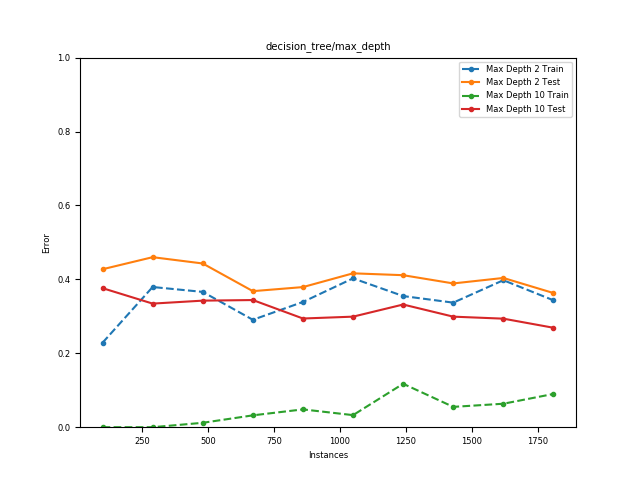 decision_tree/max_depth
Max Depth 2 Train
Max Depth 2 Test
Max Depth 10 Train
Max Depth 10 Test
Error
1.0
0.8
0.6
0.4
0.2
0.0
250 500 750 1000 1250 1500 1750
Instances